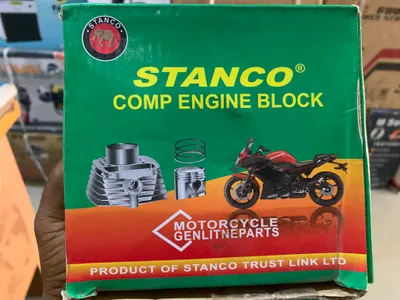 STANCO
STANCO®
COMP ENGINE BLOCK
MOTORCYCLE
GENLITNEPARTS
PRODUCT OF STANCO TRUST LINK LTD